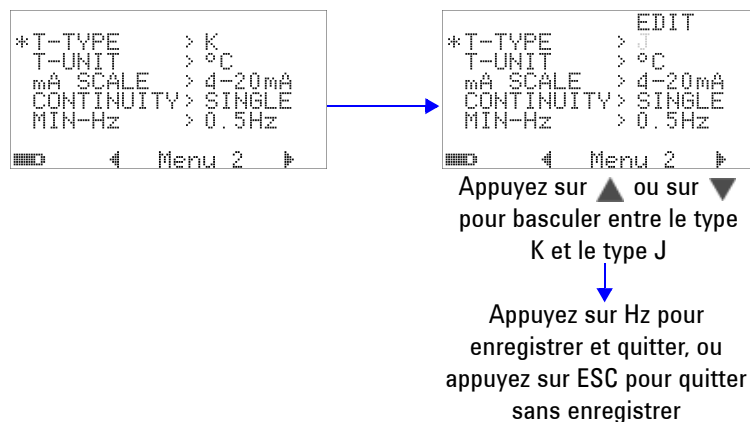 *T-TYPE > K
T-UNIT > °C
mA SCALE > 4-20mA
CONTINUITY> SINGLE
MIN-Hz > 0.5Hz
Menu 2
EDIT
*T-TYPE > J
T-UNIT > °C
mA SCALE > 4-20mA
CONTINUITY> SINGLE
MIN-Hz > 0.5Hz
Menu 2
Appuyez sur ▲ ou sur ▼
pour basculer entre le type
K et le type J
Appuyez sur Hz pour
enregistrer et quitter, ou
appuyez sur ESC pour quitter
sans enregistrer